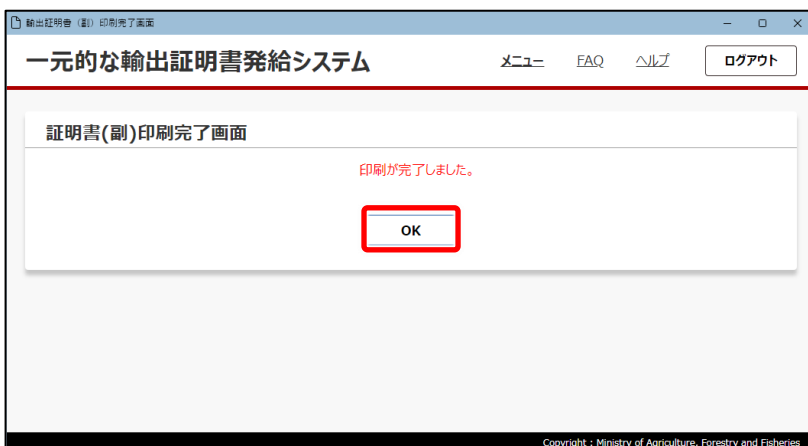 輸出証明書（副）印刷完了画面
一元的な輸出証明書発給システム メニュー FAQ ヘルプ ログアウト
証明書(副)印刷完了画面
印刷が完了しました。
OK
Copyright : Ministry of Agriculture, Forestry and Fisheries